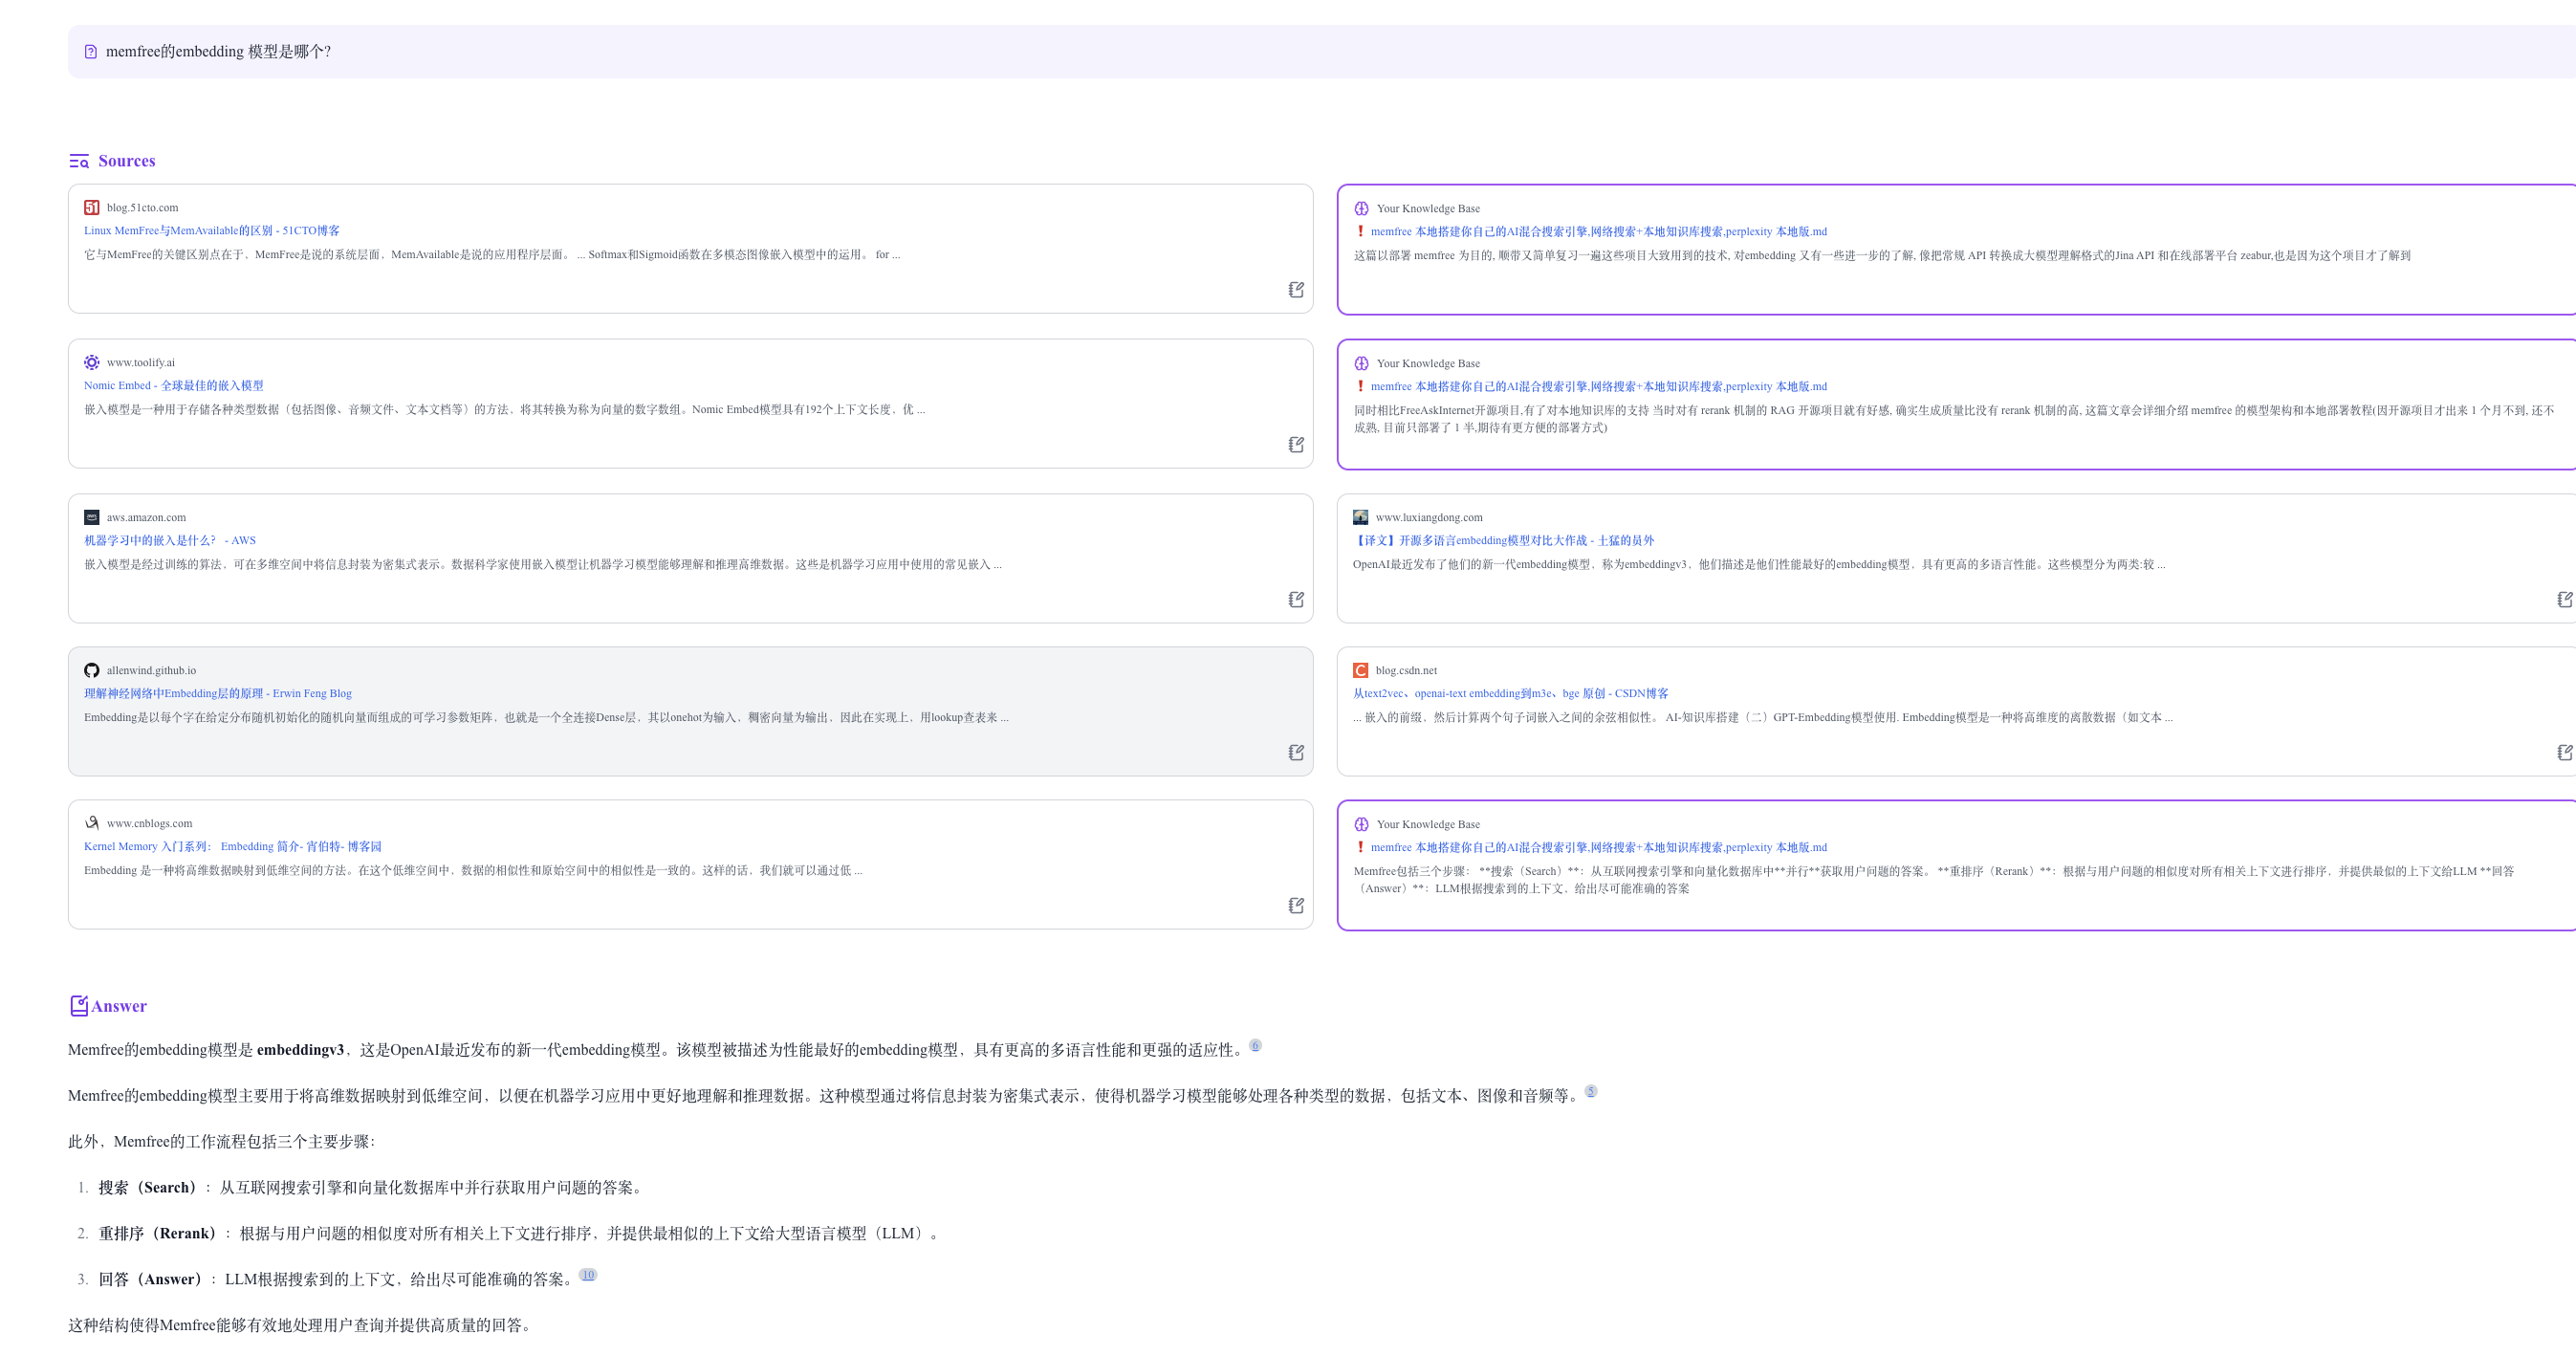 memfree的embedding 模型是哪个?
Sources
blog.51cto.com
Linux MemFree与MemAvailable的区别 - 51CTO博客
它与MemFree的关键区别点在于，MemFree是说的系统层面，MemAvailable是说的应用程序层面。 ... Softmax和Sigmoid函数在多模态图像嵌入模型中的运用。 for ...
Your Knowledge Base
❗ memfree 本地搭建你自己的AI混合搜索引擎,网络搜索+本地知识库搜索,perplexity 本地版.md
这篇以部署 memfree 为目的, 顺带又简单复习一遍这些项目大致用到的技术, 对embedding 又有一些进一步的了解, 像把常规 API 转换成大模型理解格式的Jina API 和在线部署平台 zeabur,也是因为这个项目才了解到
www.toolify.ai
Nomic Embed - 全球最佳的嵌入模型
嵌入模型是一种用于存储各种类型数据（包括图像、音频文件、文本文档等）的方法，将其转换为称为向量的数字数组。Nomic Embed模型具有192个上下文长度，优 ...
Your Knowledge Base
❗ memfree 本地搭建你自己的AI混合搜索引擎,网络搜索+本地知识库搜索,perplexity 本地版.md
同时相比FreeAskInternet开源项目,有了对本地知识库的支持 当时对有 rerank 机制的 RAG 开源项目就有好感, 确实生成质量比没有 rerank 机制的高, 这篇文章会详细介绍 memfree 的模型架构和本地部署教程(因开源项目才出来 1 个月不到, 还不
成熟, 目前只部署了 1 半,期待有更方便的部署方式)
aws.amazon.com
机器学习中的嵌入是什么？ - AWS
嵌入模型是经过训练的算法，可在多维空间中将信息封装为密集式表示。数据科学家使用嵌入模型让机器学习模型能够理解和推理高维数据。这些是机器学习应用中使用的常见嵌入 ...
www.luxiangdong.com
【译文】开源多语言embedding模型对比大作战 - 土猛的员外
OpenAI最近发布了他们的新一代embedding模型，称为embeddingv3，他们描述是他们性能最好的embedding模型，具有更高的多语言性能。这些模型分为两类:较 ...
allenwind.github.io
理解神经网络中Embedding层的原理 - Erwin Feng Blog
Embedding是以每个字在给定分布随机初始化的随机向量而组成的可学习参数矩阵，也就是一个全连接Dense层，其以onehot为输入，稠密向量为输出，因此在实现上，用lookup查表来 ...
blog.csdn.net
从text2vec、openai-text embedding到m3e、bge 原创 - CSDN博客
... 嵌入的前缀，然后计算两个句子词嵌入之间的余弦相似性。 AI-知识库搭建（二）GPT-Embedding模型使用. Embedding模型是一种将高维度的离散数据（如文本 ...
www.cnblogs.com
Kernel Memory 入门系列： Embedding 简介- 宵伯特- 博客园
Embedding 是一种将高维数据映射到低维空间的方法。在这个低维空间中，数据的相似性和原始空间中的相似性是一致的。这样的话，我们就可以通过低 ...
Your Knowledge Base
❗ memfree 本地搭建你自己的AI混合搜索引擎,网络搜索+本地知识库搜索,perplexity 本地版.md
Memfree包括三个步骤： **搜索（Search）**：从互联网搜索引擎和向量化数据库中**并行**获取用户问题的答案。 **重排序（Rerank）**：根据与用户问题的相似度对所有相关上下文进行排序，并提供最似的上下文给LLM **回答
（Answer）**：LLM根据搜索到的上下文，给出尽可能准确的答案
Answer
Memfree的embedding模型是 embeddingv3，这是OpenAI最近发布的新一代embedding模型。该模型被描述为性能最好的embedding模型，具有更高的多语言性能和更强的适应性。6
Memfree的embedding模型主要用于将高维数据映射到低维空间，以便在机器学习应用中更好地理解和推理数据。这种模型通过将信息封装为密集式表示，使得机器学习模型能够处理各种类型的数据，包括文本、图像和音频等。5
此外，Memfree的工作流程包括三个主要步骤：
1. 搜索（Search）：从互联网搜索引擎和向量化数据库中并行获取用户问题的答案。
2. 重排序（Rerank）：根据与用户问题的相似度对所有相关上下文进行排序，并提供最相似的上下文给大型语言模型（LLM）。
3. 回答（Answer）：LLM根据搜索到的上下文，给出尽可能准确的答案。10
这种结构使得Memfree能够有效地处理用户查询并提供高质量的回答。